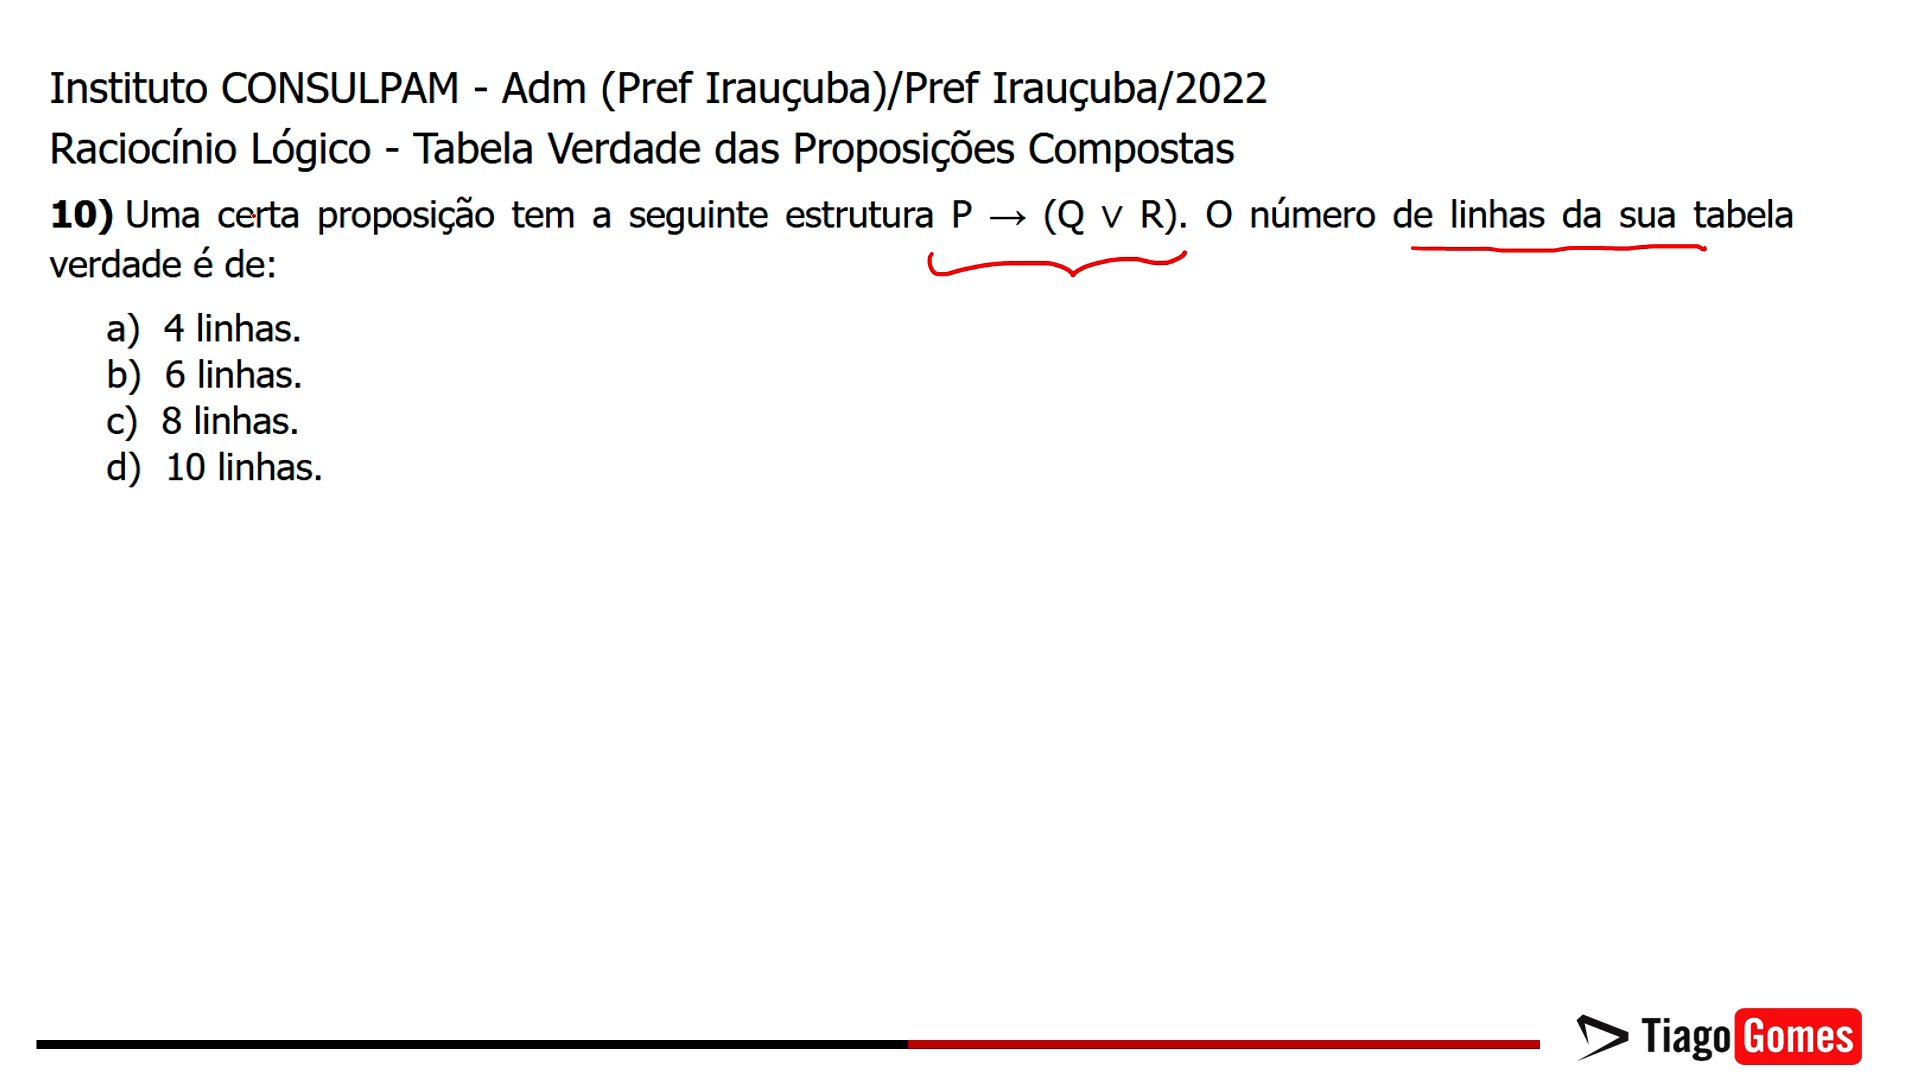 Instituto CONSULPAM - Adm (Pref Irauçuba)/Pref Irauçuba/2022
Raciocínio Lógico - Tabela Verdade das Proposições Compostas
10) Uma certa proposição tem a seguinte estrutura P → (Q ∨ R). O número de linhas da sua tabela
verdade é de:
a) 4 linhas.
b) 6 linhas.
c) 8 linhas.
d) 10 linhas.
Tiago Gomes